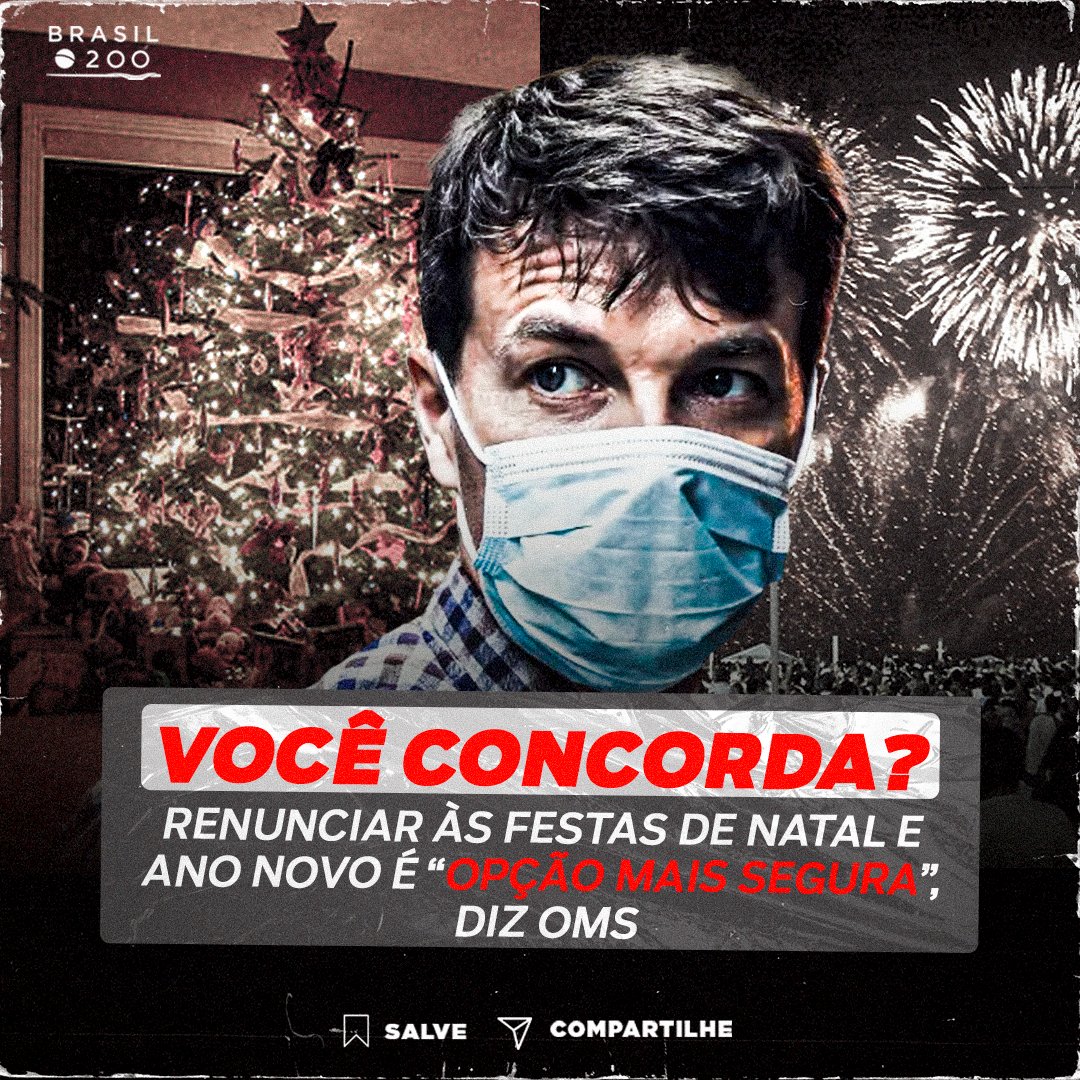 BRASIL
200
VOCÊ CONCORDA?
RENUNCIAR ÀS FESTAS DE NATAL E
ANO NOVO É “OPÇÃO MAIS SEGURA”,
DIZ OMS
SALVE
COMPARTILHE